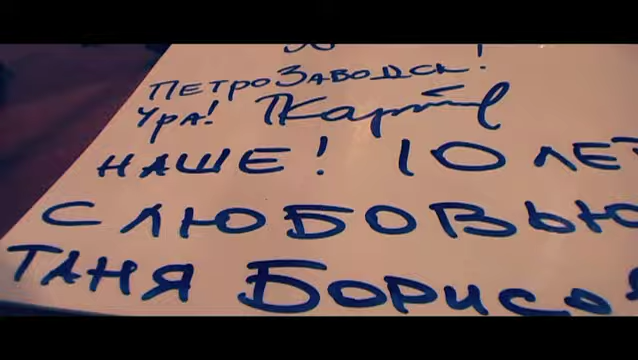 ПЕТРОЗАВОДСК!
УРА!
НАШЕ! 10 ЛЕТ
С ЛЮБОВЬЮ
ТАНЯ БОРИСО